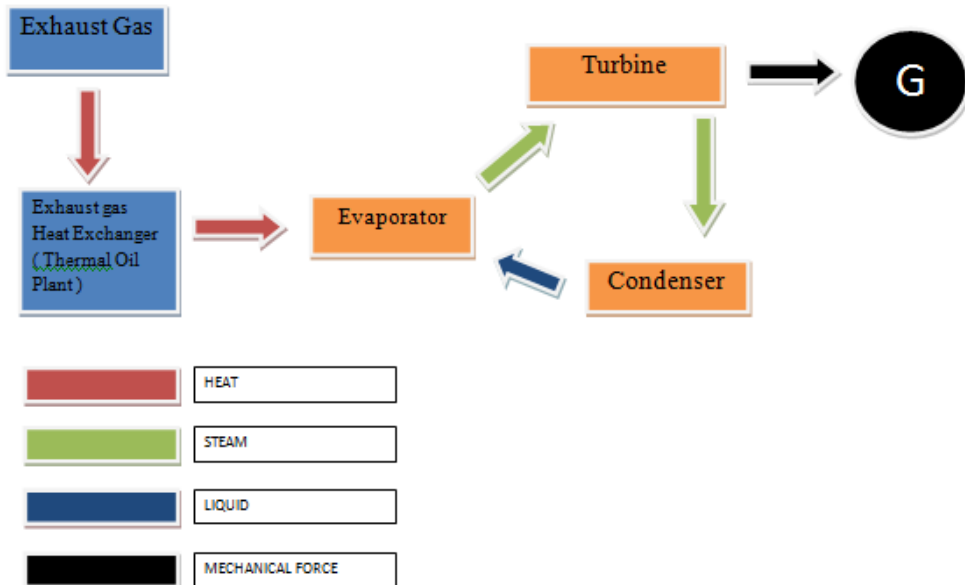 Exhaust Gas
Turbine
G
Exhaust gas
Heat Exchanger
( Thermal Oil
Plant )
Evaporator
Condenser
HEAT
STEAM
LIQUID
MECHANICAL FORCE